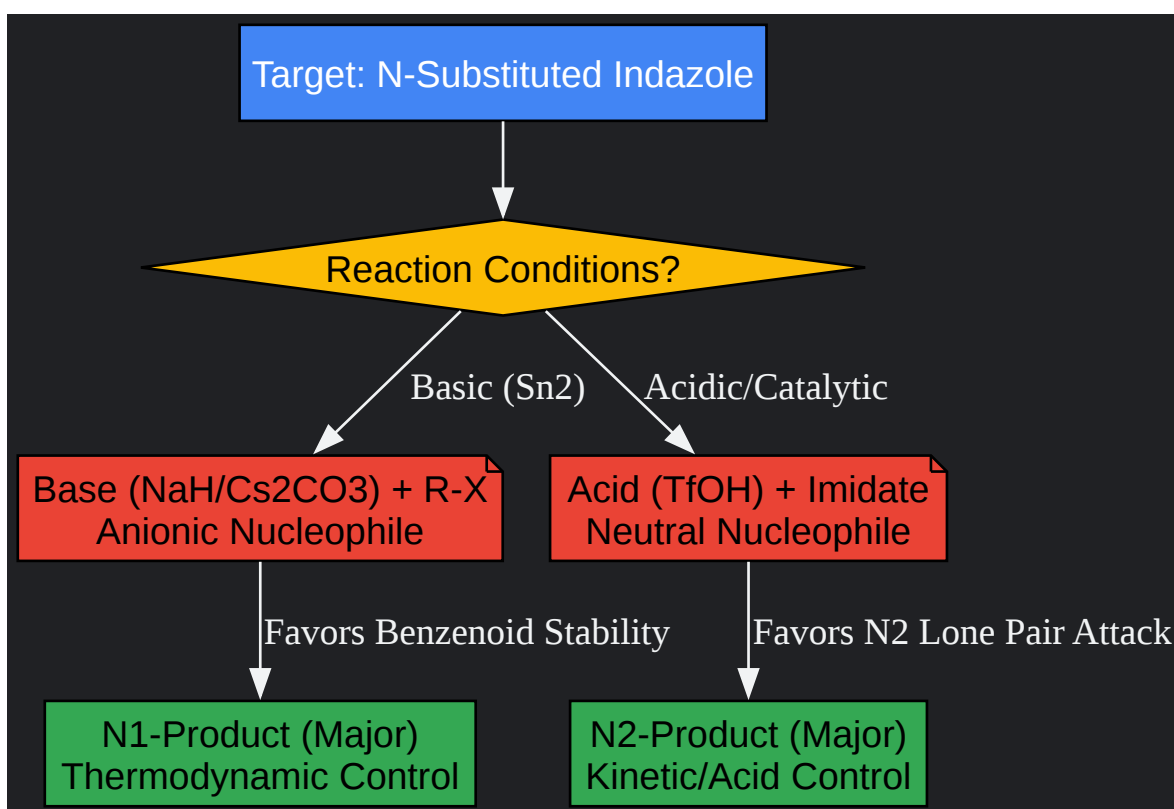 Target: N-Substituted Indazole
Reaction Conditions?
Basic (Sn2)
Acidic/Catalytic
Base (NaH/Cs2CO3) + R-X
Anionic Nucleophile
Acid (TfOH) + Imidate
Neutral Nucleophile
Favors Benzenoid Stability
Favors N2 Lone Pair Attack
N1-Product (Major)
Thermodynamic Control
N2-Product (Major)
Kinetic/Acid Control